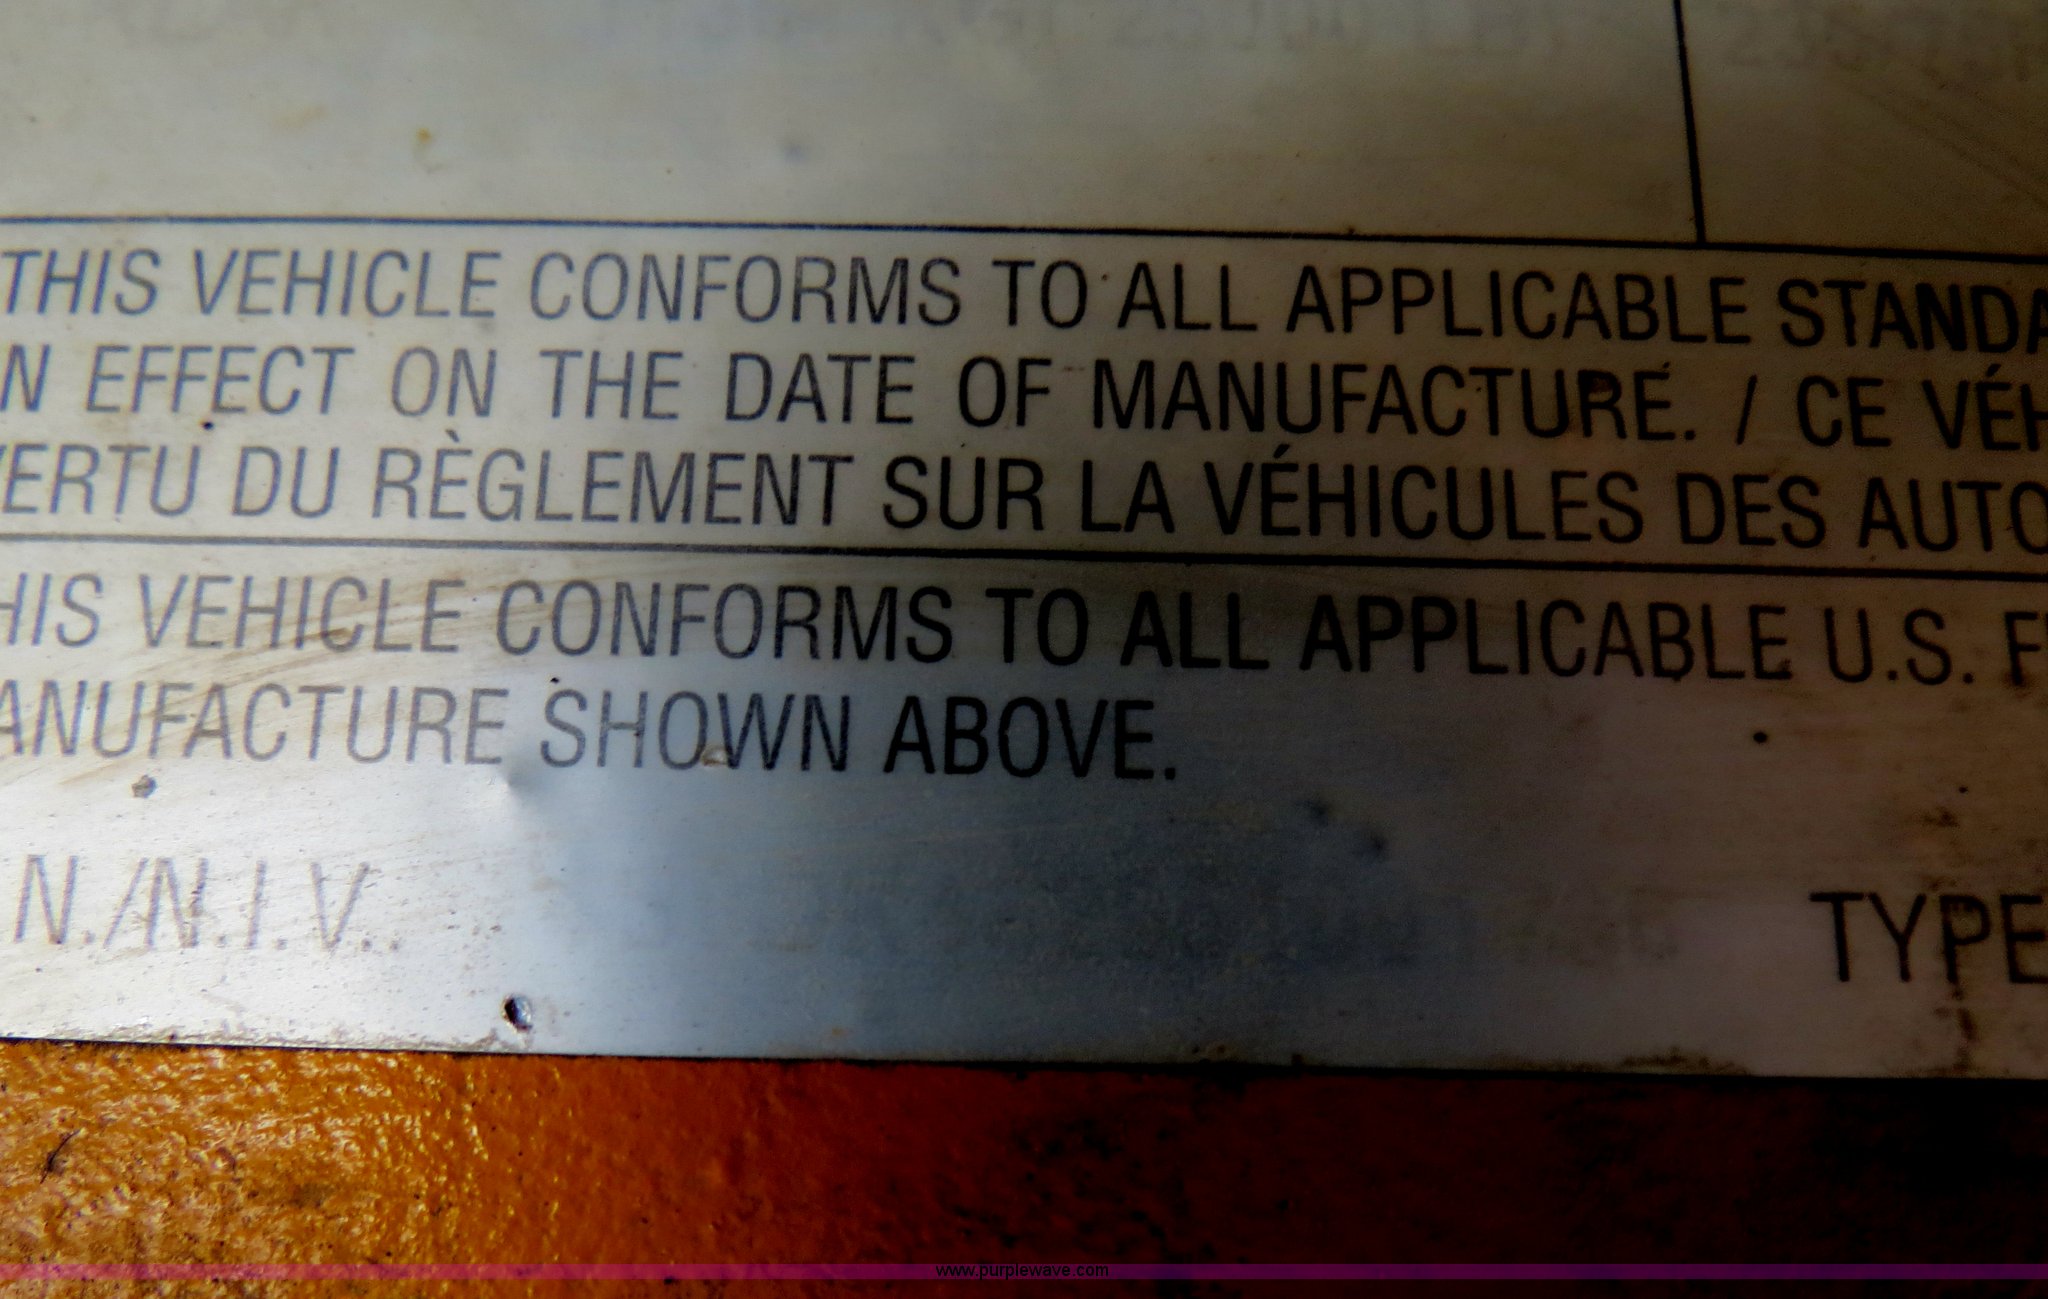 THIS VEHICLE CONFORMS TO ALL APPLICABLE STANDA
N EFFECT ON THE DATE OF MANUFACTURE. / CE VÉH
VERTU DU RÈGLEMENT SUR LA VÉHICULES DES AUTO
HIS VEHICLE CONFORMS TO ALL APPLICABLE U.S. F
ANUFACTURE SHOWN ABOVE.
N./N.I.V.. TYPE
www.purplewave.com